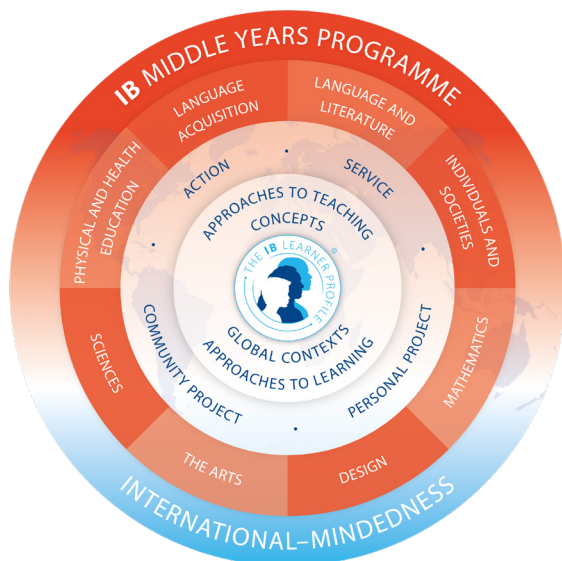 IB MIDDLE YEARS PROGRAMME
LANGUAGE
ACQUISITION
LANGUAGE AND
LITERATURE
PHYSICAL AND HEALTH
EDUCATION
INDIVIDUALS AND
SOCIETIES
SCIENCES
MATHEMATICS
THE ARTS
DESIGN
ACTION
SERVICE
COMMUNITY PROJECT
PERSONAL PROJECT
APPROACHES TO TEACHING
CONCEPTS
THE IB LEARNER PROFILE ®
GLOBAL CONTEXTS
APPROACHES TO LEARNING
INTERNATIONAL–MINDEDNESS